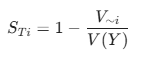 $S_{Ti} = 1 - \frac{V_{\sim i}}{V(Y)}$